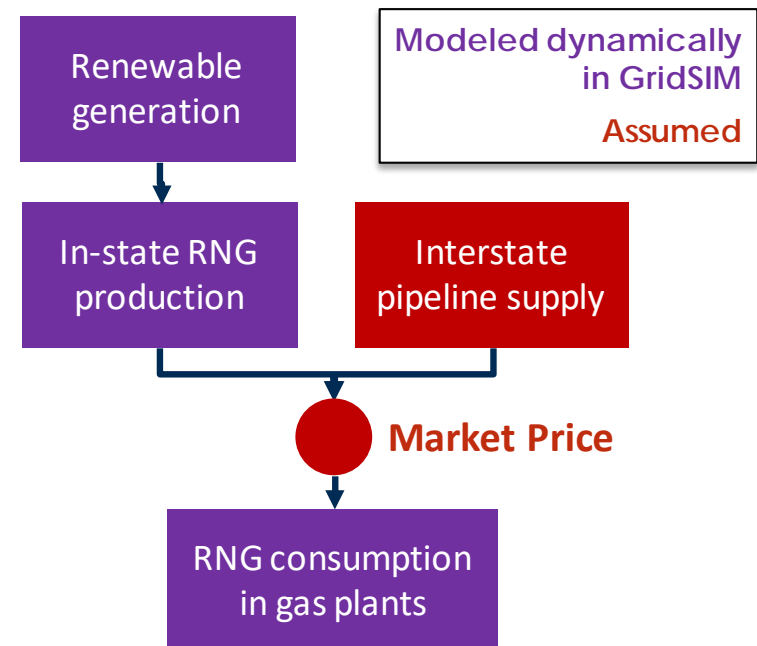 Renewable
generation
Modeled dynamically
in GridSIM
Assumed
In-state RNG
production
Interstate
pipeline supply
Market Price
RNG consumption
in gas plants